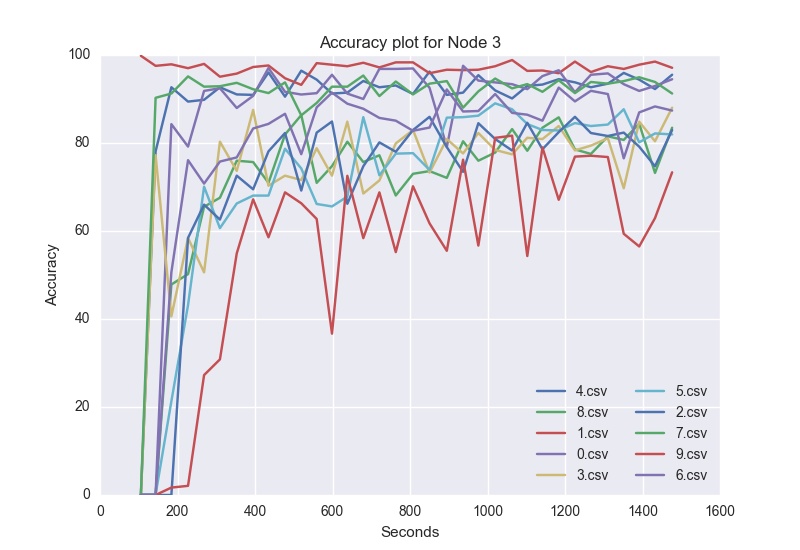 Accuracy plot for Node 3
100
80
60
40
20
0
Accuracy
4.csv 5.csv
8.csv 2.csv
1.csv 7.csv
0.csv 9.csv
3.csv 6.csv
0 200 400 600 800 1000 1200 1400 1600
Seconds